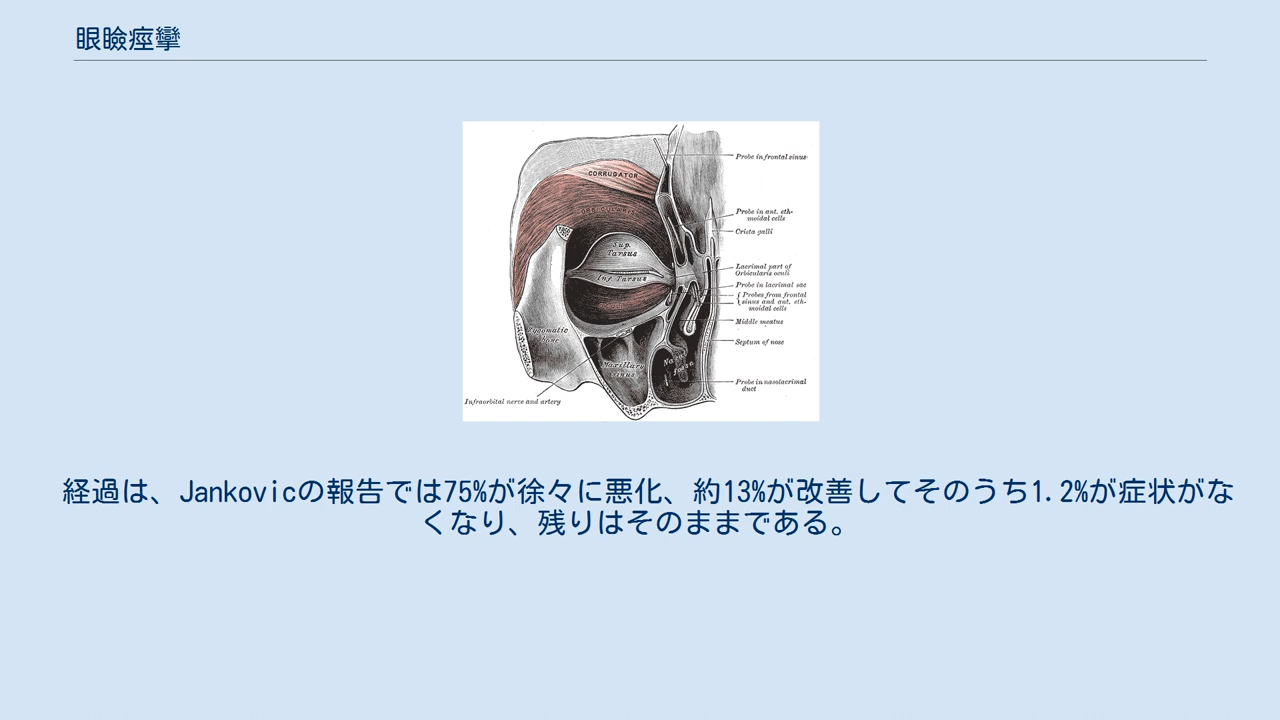 眼瞼痙攣
CORRUGATOR
Probe in frontal sinus
Probe in ant. eth-
moidal cells
Crista galli
Sup.
Tarsus
Inf. Tarsus
Lacrimal part of
Orbicularis oculi
Probe in lacrimal sac
Probes from frontal
sinus and ant. eth-
moidal cells
Middle meatus
Septum of nose
Zygomatic
bone
Maxillary
sinus
Nasal
fossa
Probe in nasolacrimal
duct
Infraorbital nerve and artery
経過は、Jankovicの報告では75%が徐々に悪化、約13%が改善してそのうち1.2%が症状がな
くなり、残りはそのままである。